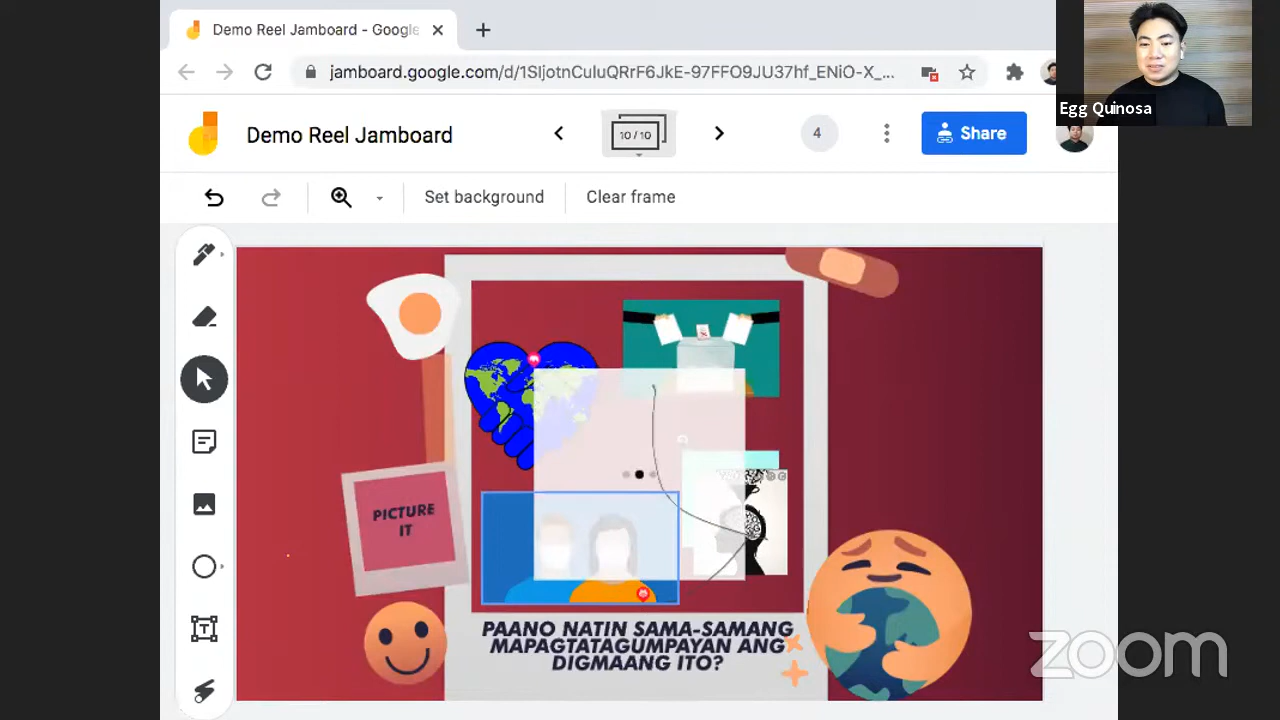 Demo Reel Jamboard - Google
jamboard.google.com/d/1SIjotnCuluQRrF6JkE-97FFO9JU37hf_ENiO-X_...
Egg Quinosa
Demo Reel Jamboard
10 / 10
4
Share
Set background
Clear frame
PICTURE
IT
PAANO NATIN SAMA-SAMANG
MAPAGTATAGUMPAYAN ANG
DIGMAANG ITO?
zoom